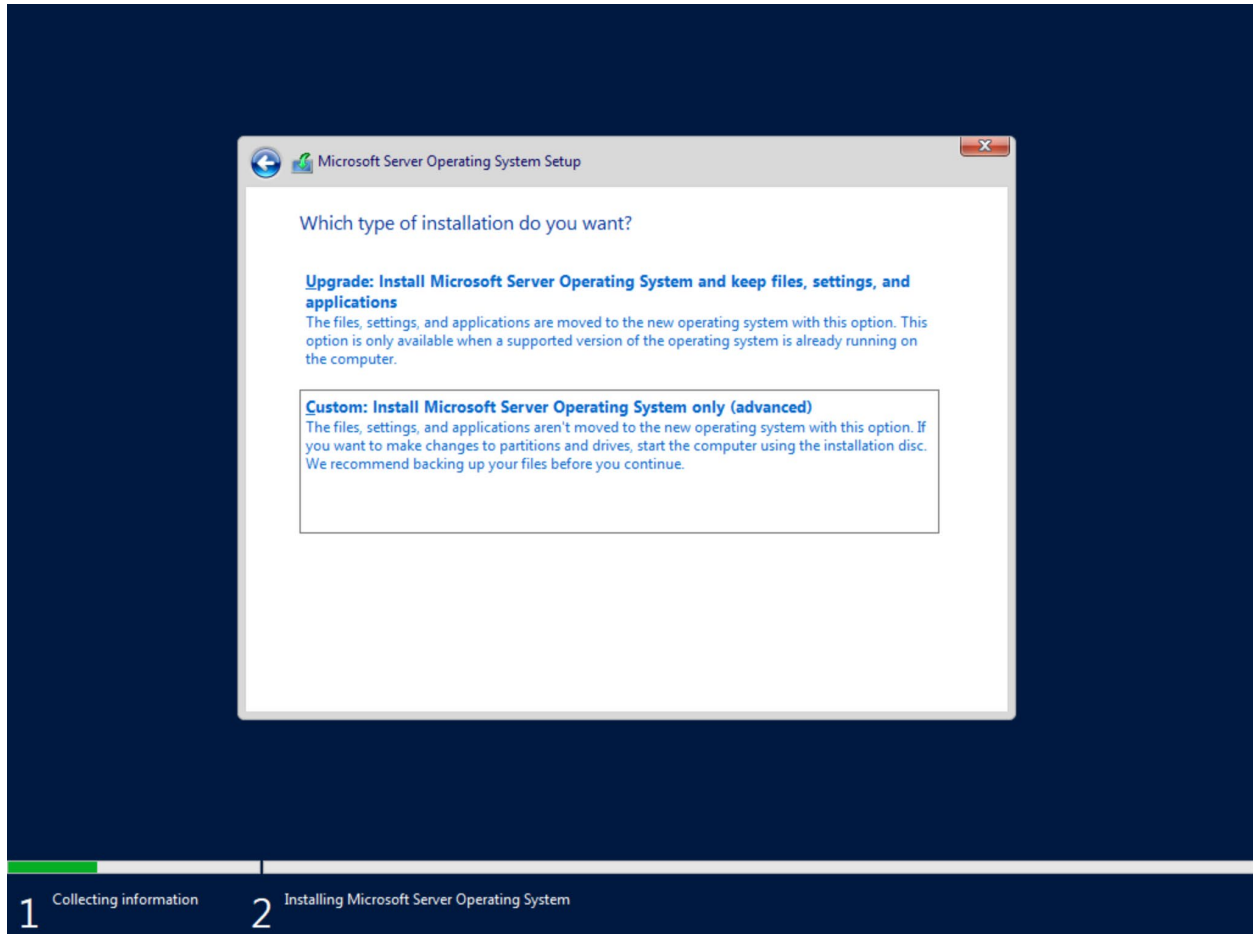 Microsoft Server Operating System Setup
X
Which type of installation do you want?
Upgrade: Install Microsoft Server Operating System and keep files, settings, and
applications
The files, settings, and applications are moved to the new operating system with this option. This
option is only available when a supported version of the operating system is already running on
the computer.
Custom: Install Microsoft Server Operating System only (advanced)
The files, settings, and applications aren't moved to the new operating system with this option. If
you want to make changes to partitions and drives, start the computer using the installation disc.
We recommend backing up your files before you continue.
1 Collecting information
2 Installing Microsoft Server Operating System